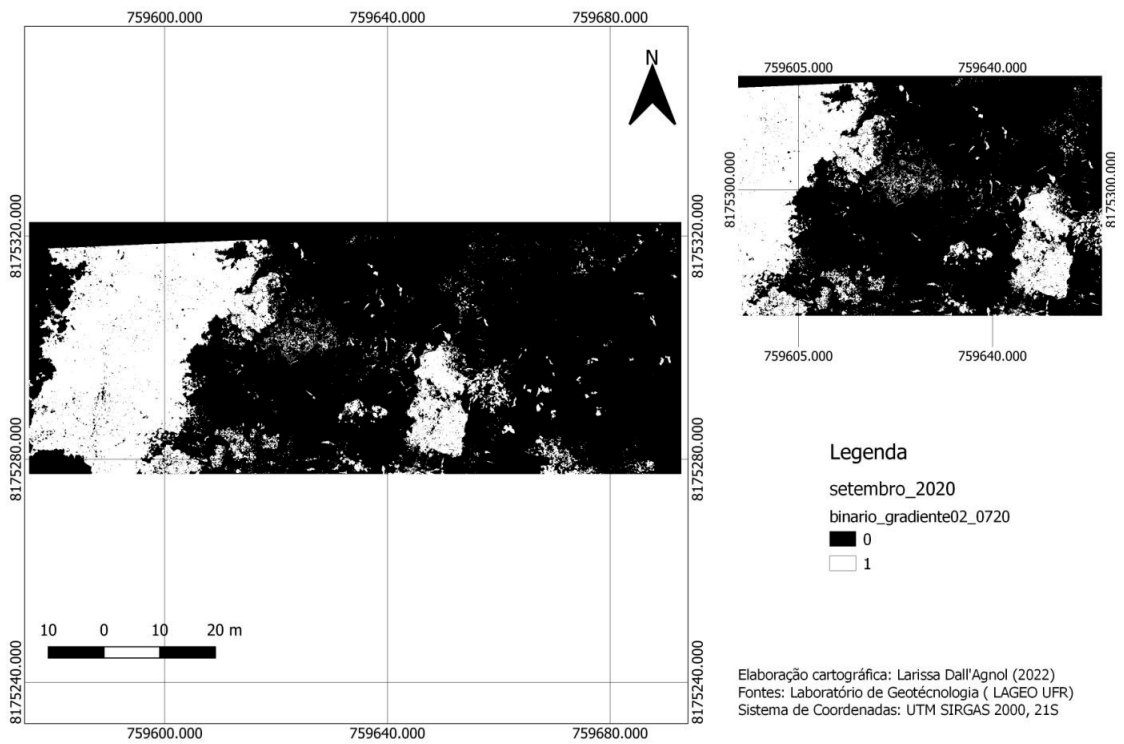 759600.000
759640.000
759680.000
N
8175320.000
8175320.000
8175280.000
8175280.000
8175240.000
8175240.000
10 0 10 20 m
759600.000
759640.000
759680.000
759605.000
759640.000
8175300.000
8175300.000
759605.000
759640.000
Legenda
setembro_2020
binario_gradiente02_0720
0
1
Elaboração cartográfica: Larissa Dall'Agnol (2022)
Fontes: Laboratório de Geotécnologia ( LAGEO UFR)
Sistema de Coordenadas: UTM SIRGAS 2000, 21S